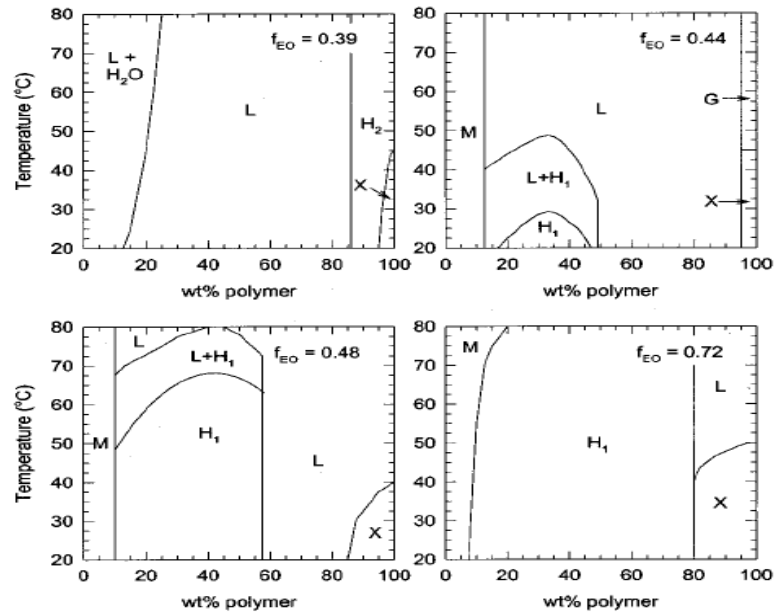 80
70
60
50
40
30
20
Temperature (°C)
L +
H₂O
f_EO = 0.39
L
H₂
X
0 20 40 60 80 100
wt% polymer
80
70
60
50
40
30
20
f_EO = 0.44
L
G
M
L+H₁
X
H₁
0 20 40 60 80 100
wt% polymer
80
70
60
50
40
30
20
Temperature (°C)
L
L+H₁
f_EO = 0.48
M
H₁
L
X
0 20 40 60 80 100
wt% polymer
80
70
60
50
40
30
20
M
f_EO = 0.72
L
H₁
X
0 20 40 60 80 100
wt% polymer